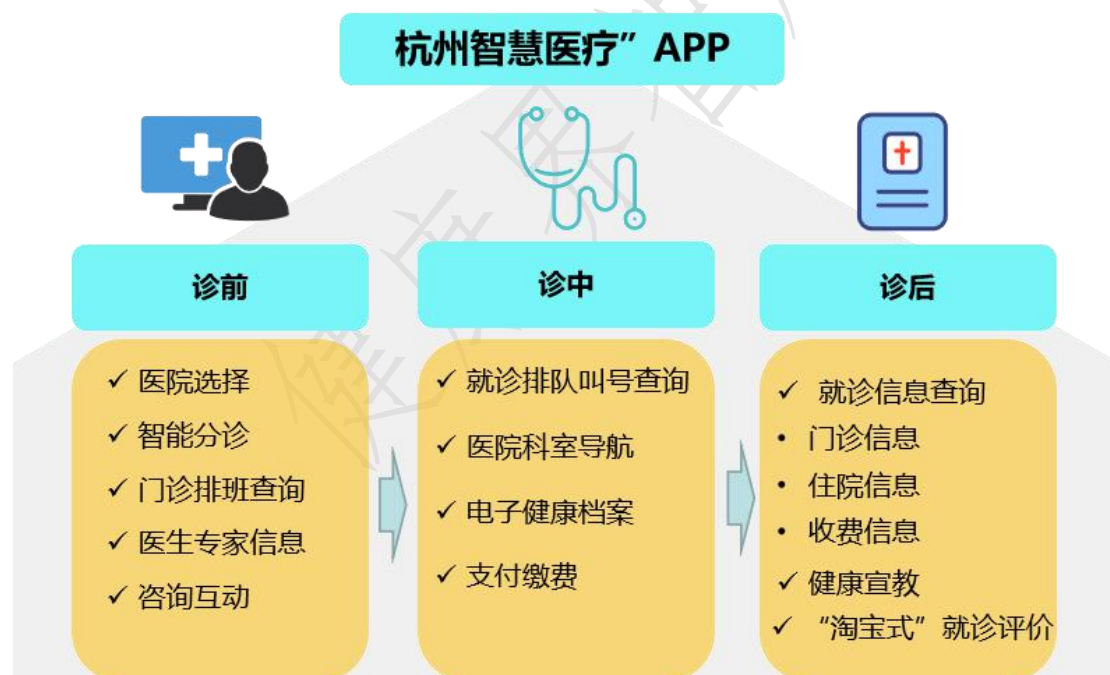 杭州智慧医疗”APP
诊前
医院选择
智能分诊
门诊排班查询
医生专家信息
咨询互动
诊中
就诊排队叫号查询
医院科室导航
电子健康档案
支付缴费
诊后
就诊信息查询
门诊信息
住院信息
收费信息
健康宣教
“淘宝式”就诊评价